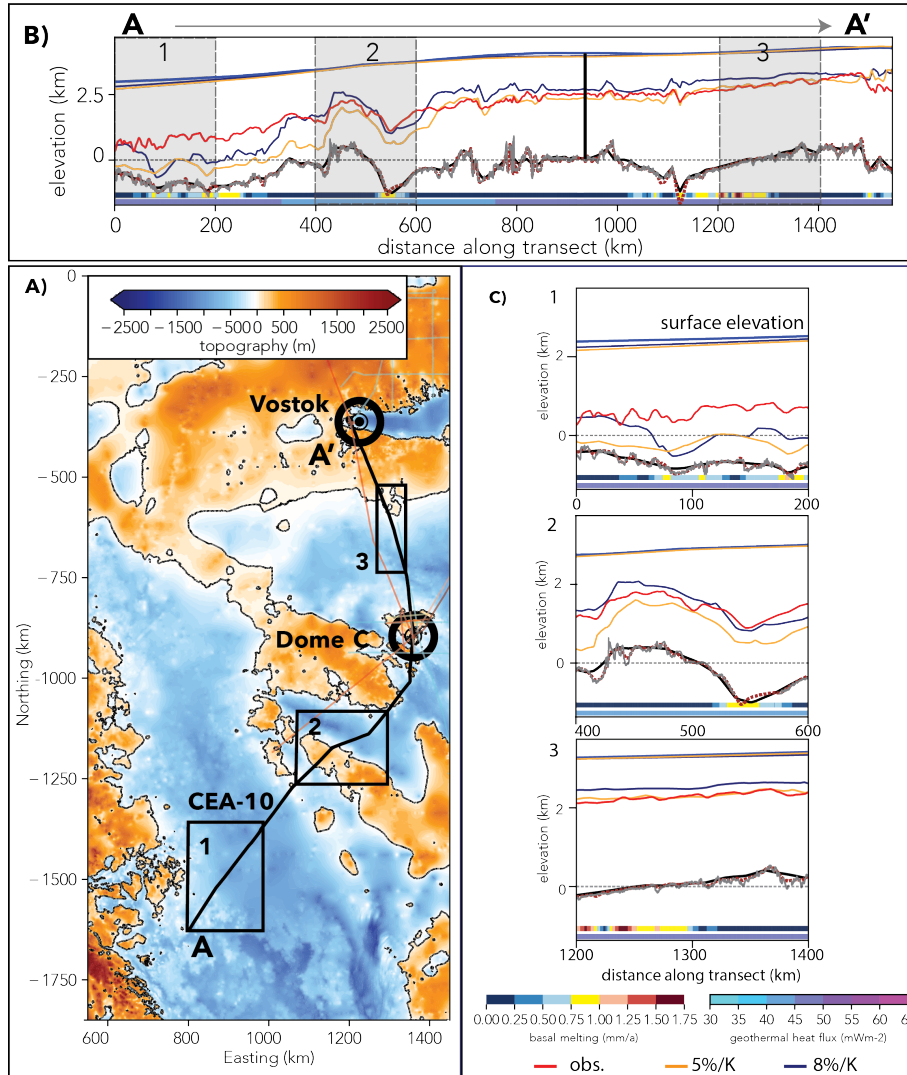 B)
A
A'
1
2
3
elevation (km)
2.5
0
0 200 400 600 800 1000 1200 1400
distance along transect (km)
A)
0
−2500 −1500 −5000 500 1500 2500
topography (m)
−250
Vostok
A'
−500
3
−750
Dome C
Northing (km)
−1000
2
−1250
CEA-10
1
−1500
A
−1750
600 800 1000 1200 1400
Easting (km)
C)
1
surface elevation
elevation (km)
2
0
0 100 200
2
elevation (km)
2
0
400 500 600
3
elevation (km)
2
0
1200 1300 1400
distance along transect (km)
0.00 0.25 0.50 0.75 1.00 1.25 1.50 1.75
basal melting (mm/a)
30 35 40 45 50 55 60
geothermal heat flux (mWm-2)
obs. 5%/K 8%/K